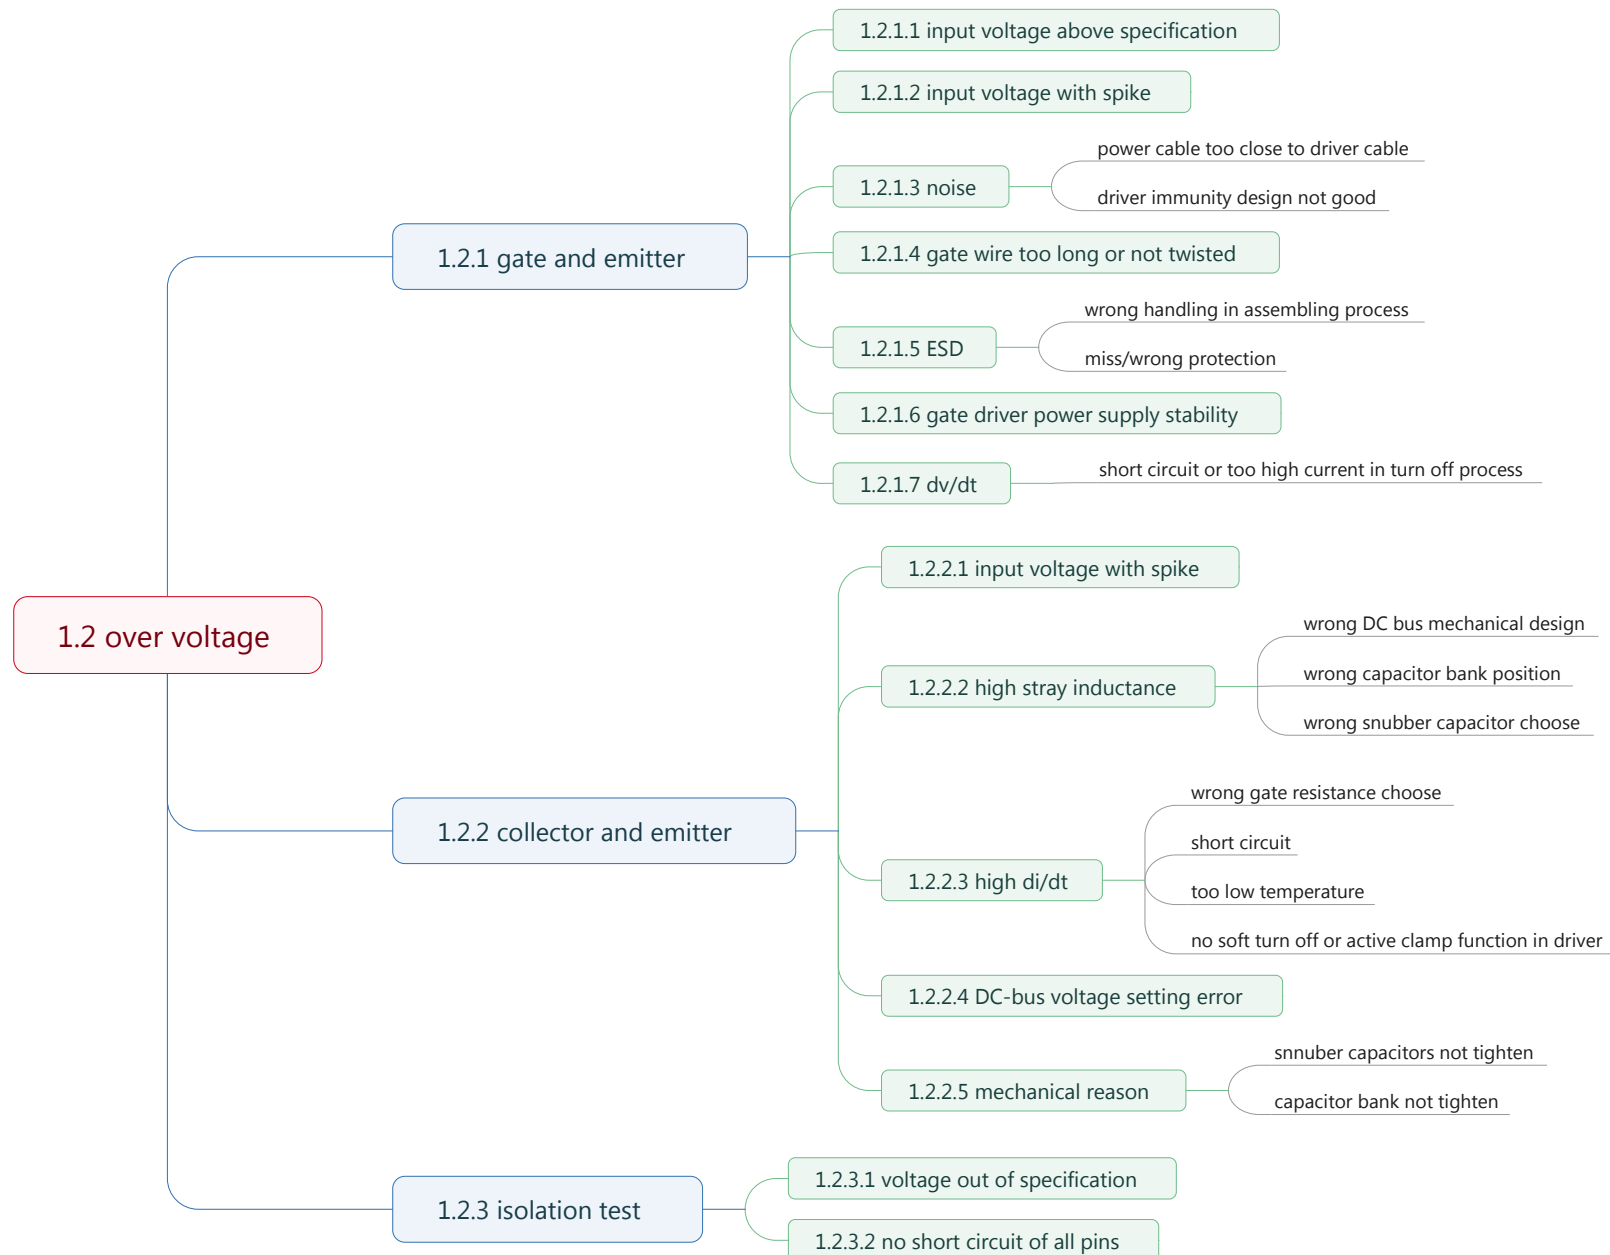 1.2 over voltage
1.2.1 gate and emitter
1.2.1.1 input voltage above specification
1.2.1.2 input voltage with spike
1.2.1.3 noise
power cable too close to driver cable
driver immunity design not good
1.2.1.4 gate wire too long or not twisted
1.2.1.5 ESD
wrong handling in assembling process
miss/wrong protection
1.2.1.6 gate driver power supply stability
1.2.1.7 dv/dt
short circuit or too high current in turn off process
1.2.2 collector and emitter
1.2.2.1 input voltage with spike
1.2.2.2 high stray inductance
wrong DC bus mechanical design
wrong capacitor bank position
wrong snubber capacitor choose
1.2.2.3 high di/dt
wrong gate resistance choose
short circuit
too low temperature
no soft turn off or active clamp function in driver
1.2.2.4 DC-bus voltage setting error
1.2.2.5 mechanical reason
snnuber capacitors not tighten
capacitor bank not tighten
1.2.3 isolation test
1.2.3.1 voltage out of specification
1.2.3.2 no short circuit of all pins